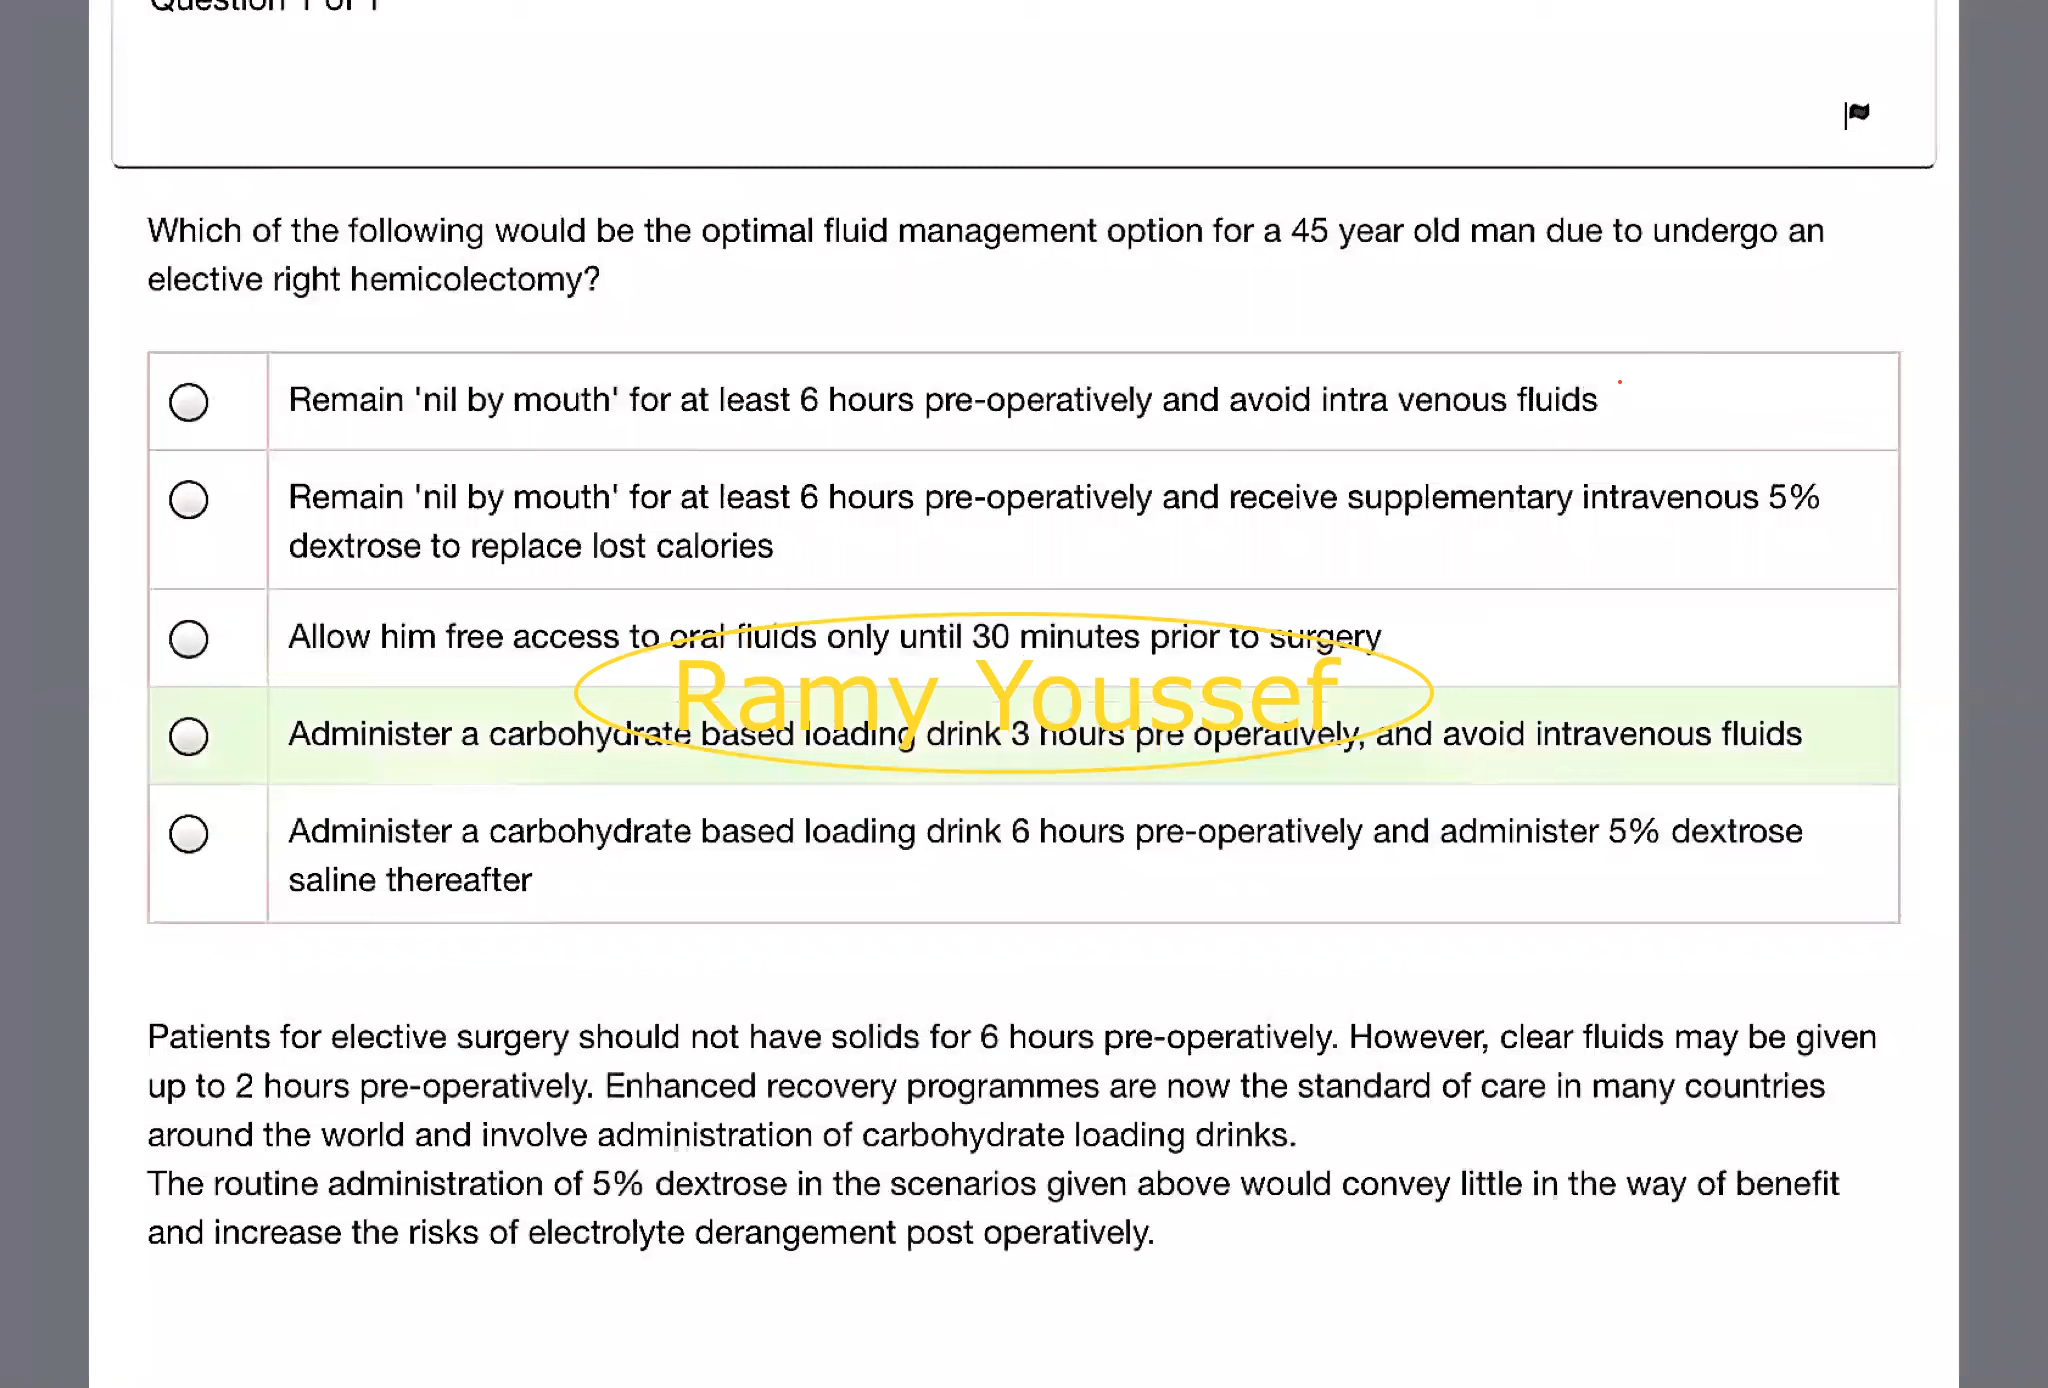 Question 1 of 1
Which of the following would be the optimal fluid management option for a 45 year old man due to undergo an
elective right hemicolectomy?
Remain 'nil by mouth' for at least 6 hours pre-operatively and avoid intra venous fluids
Remain 'nil by mouth' for at least 6 hours pre-operatively and receive supplementary intravenous 5%
dextrose to replace lost calories
Allow him free access to oral fluids only until 30 minutes prior to surgery
Ramy Youssef
Administer a carbohydrate based loading drink 3 hours pre operatively, and avoid intravenous fluids
Administer a carbohydrate based loading drink 6 hours pre-operatively and administer 5% dextrose
saline thereafter
Patients for elective surgery should not have solids for 6 hours pre-operatively. However, clear fluids may be given
up to 2 hours pre-operatively. Enhanced recovery programmes are now the standard of care in many countries
around the world and involve administration of carbohydrate loading drinks.
The routine administration of 5% dextrose in the scenarios given above would convey little in the way of benefit
and increase the risks of electrolyte derangement post operatively.